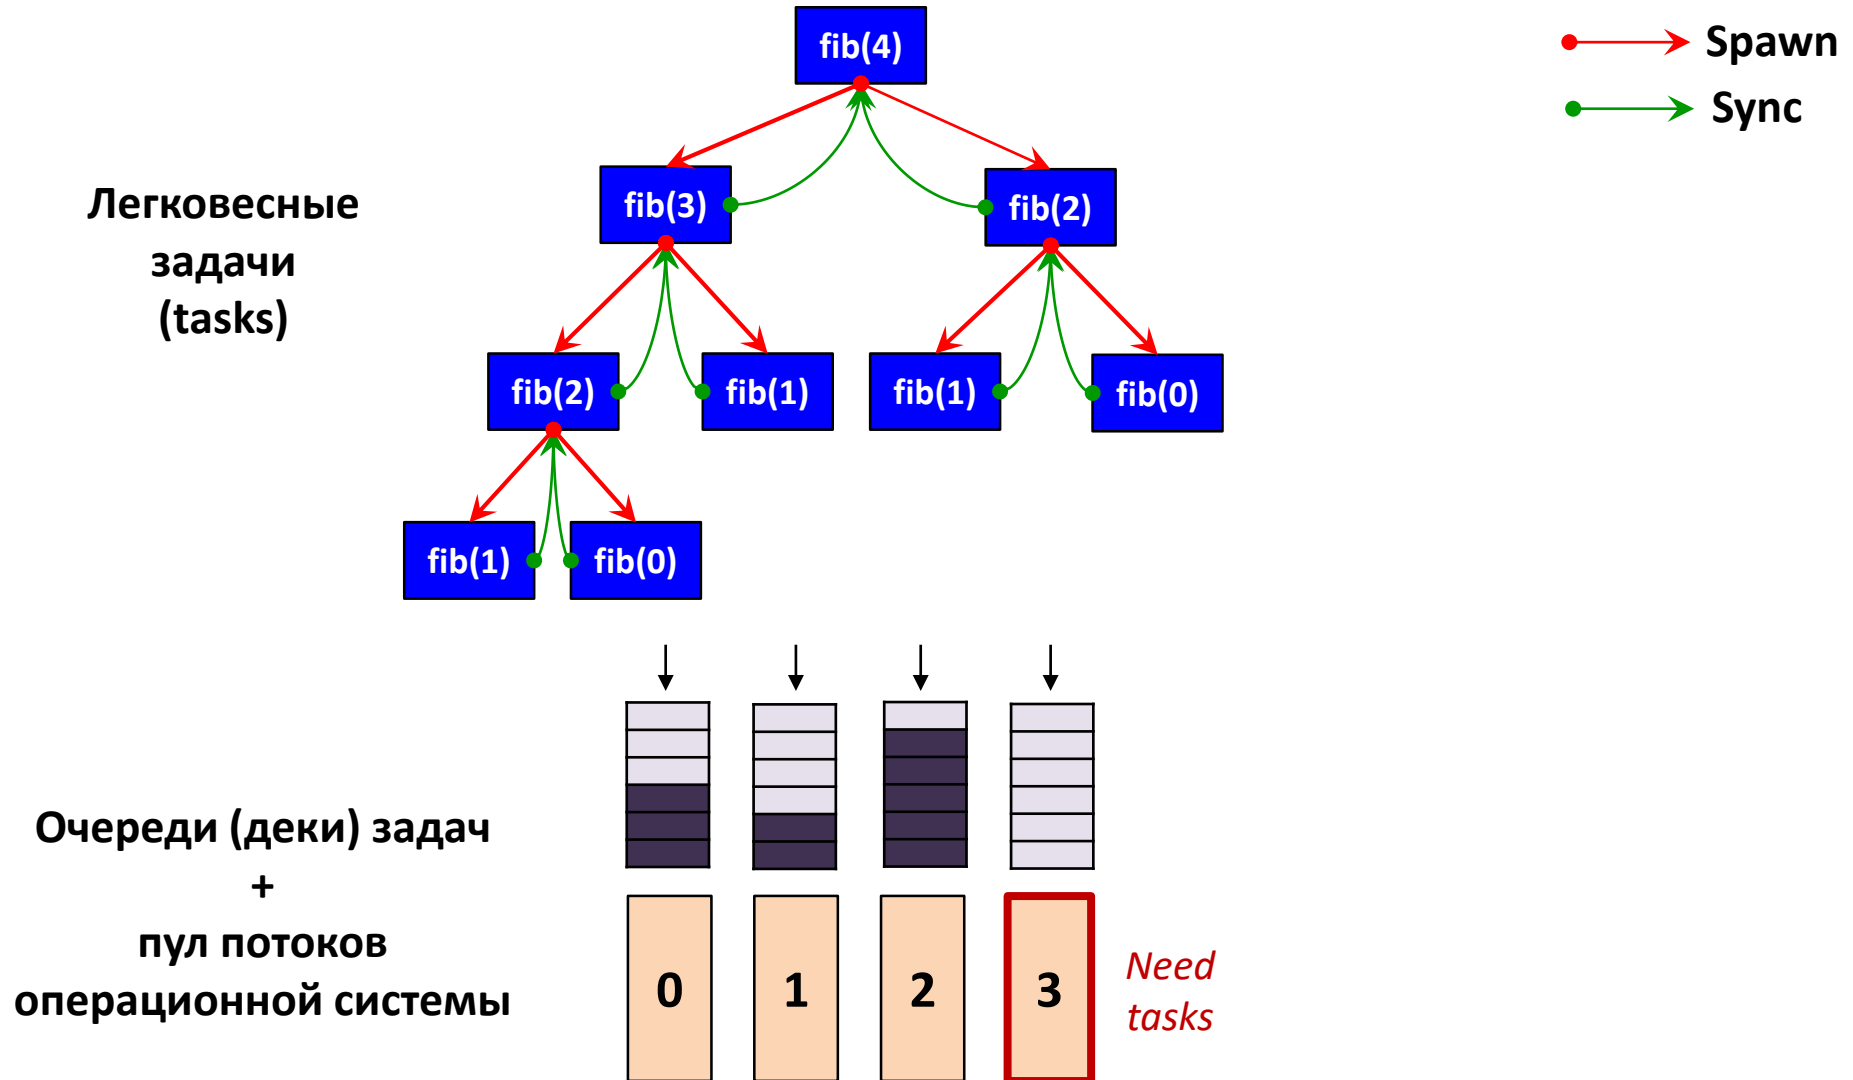 fib(4)
Spawn
Sync
Легковесные
задачи
(tasks)
fib(3)
fib(2)
fib(2)
fib(1)
fib(1)
fib(0)
fib(1)
fib(0)
Очереди (деки) задач
+
пул потоков
операционной системы
0
1
2
3
Need
tasks